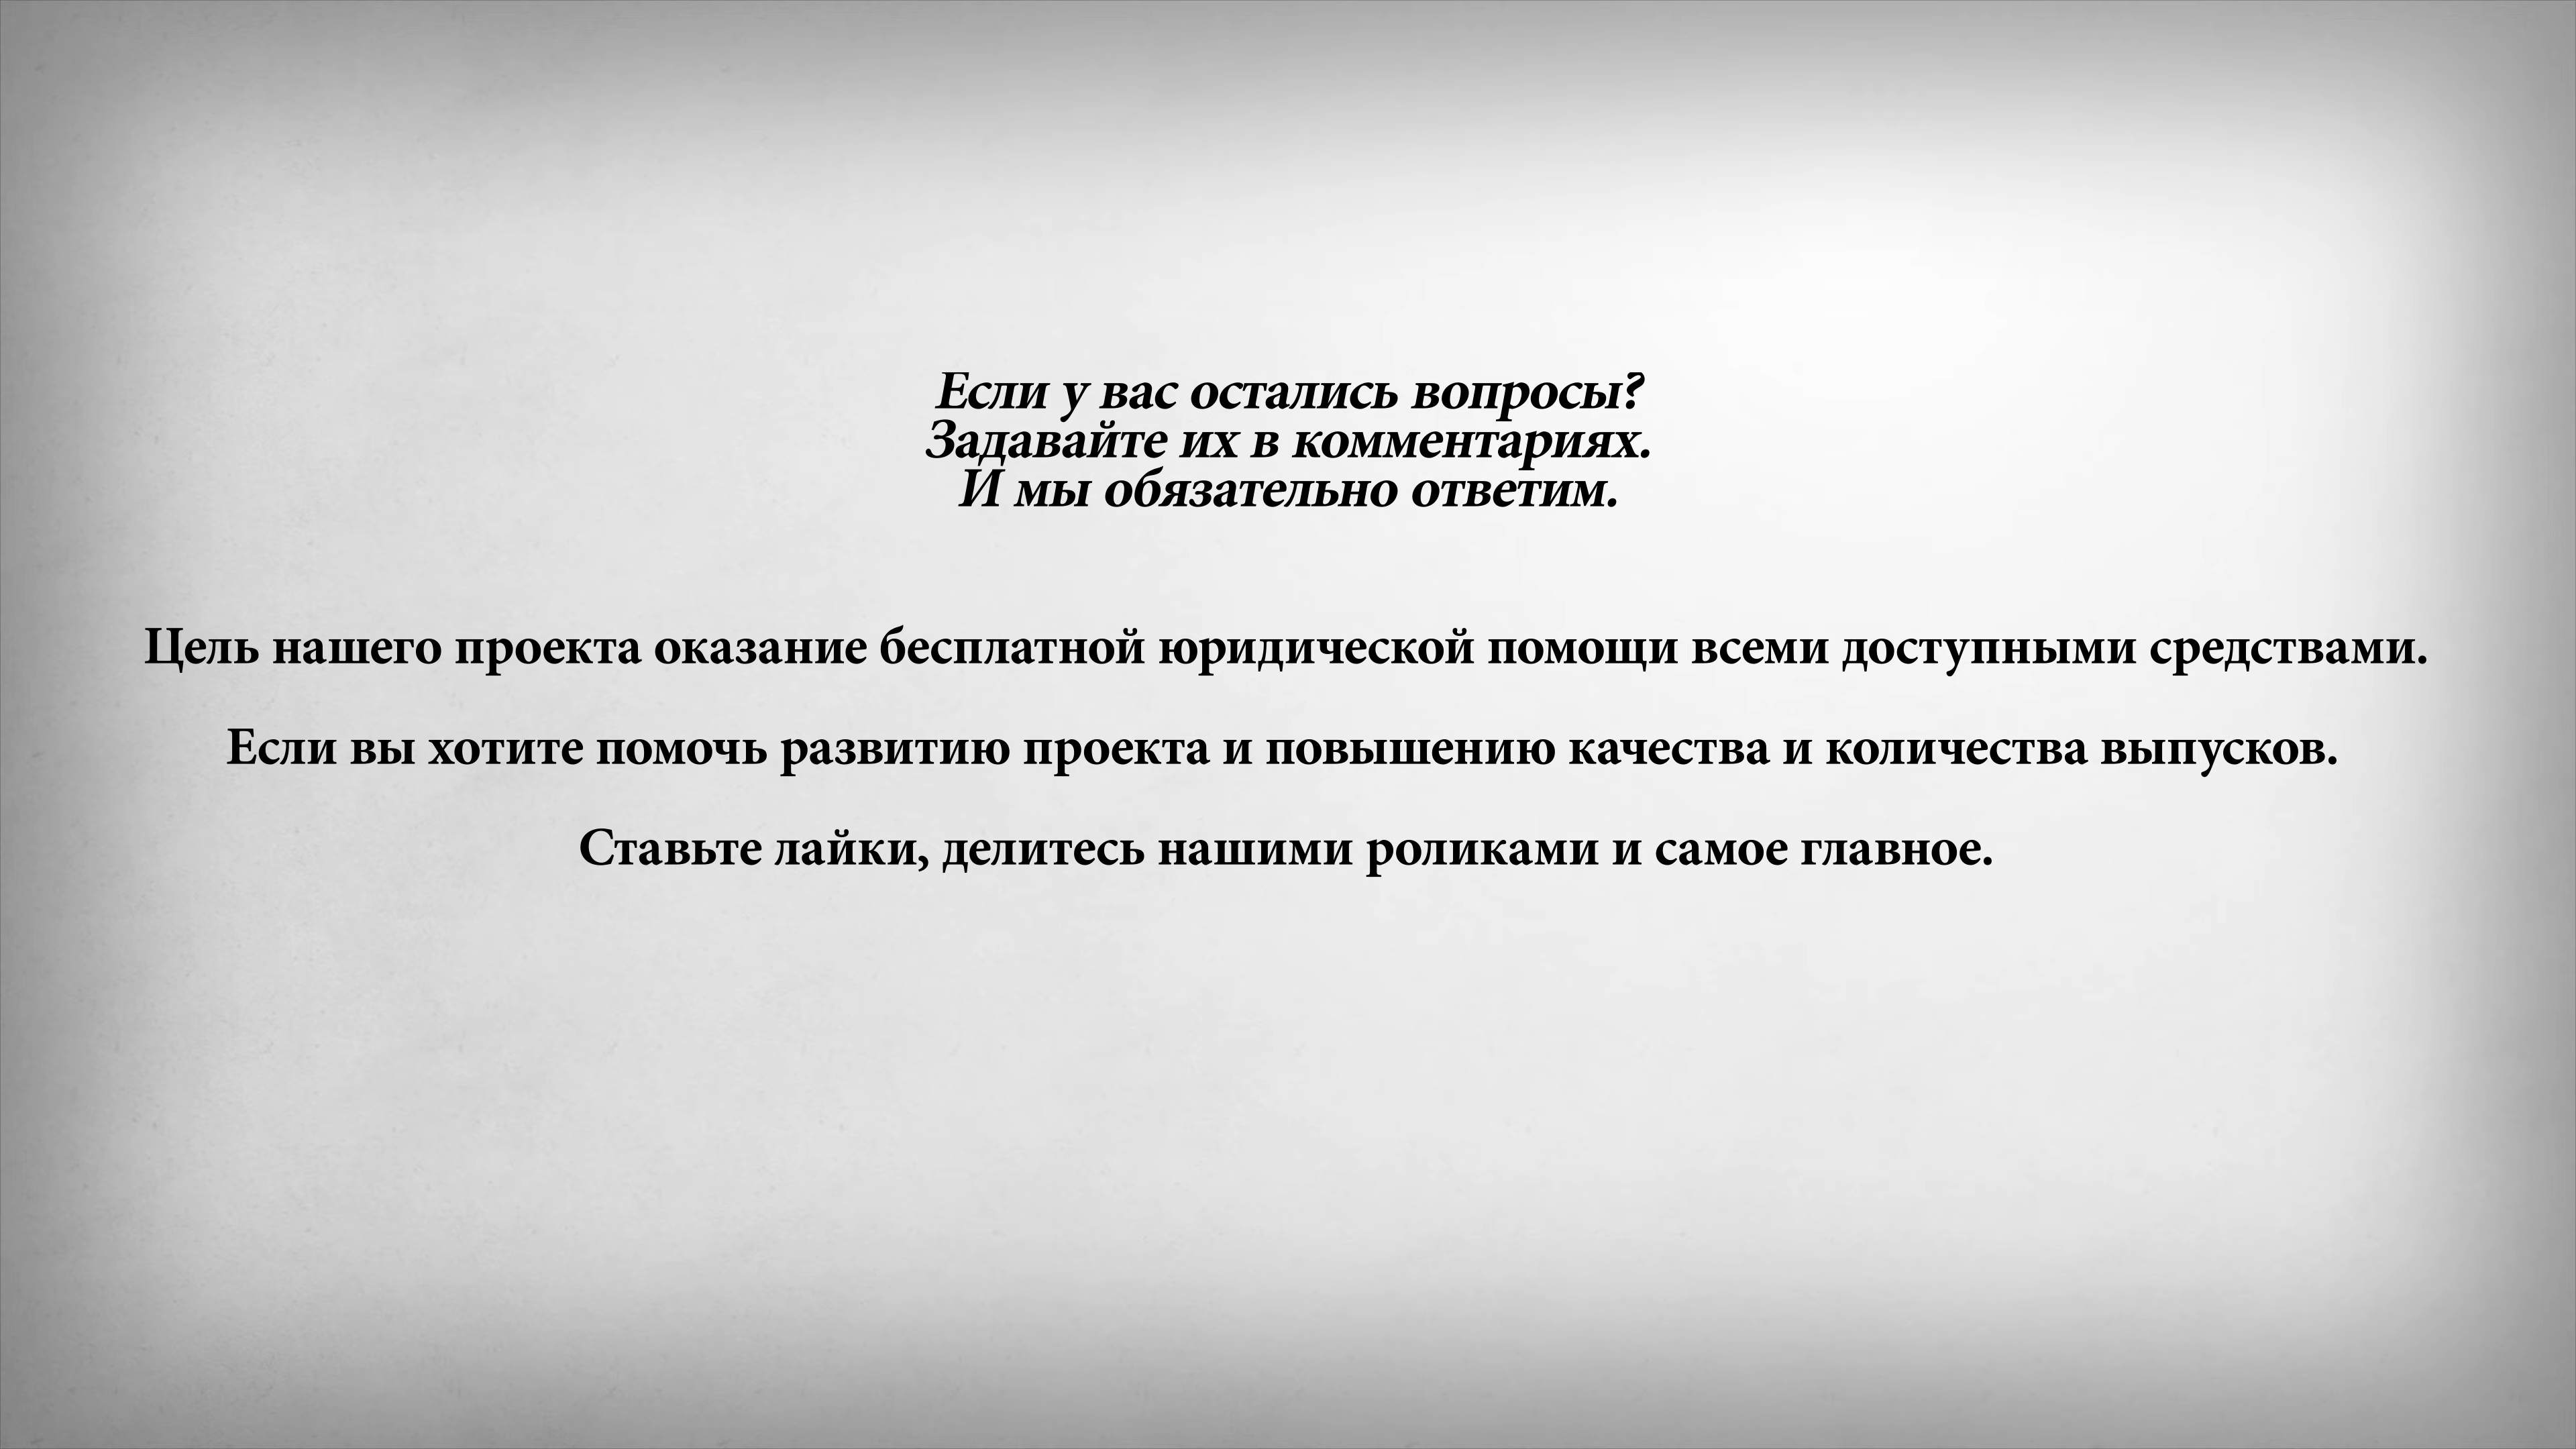 Если у вас остались вопросы?
Задавайте их в комментариях.
И мы обязательно ответим.
Цель нашего проекта оказание бесплатной юридической помощи всеми доступными средствами.
Если вы хотите помочь развитию проекта и повышению качества и количества выпусков.
Ставьте лайки, делитесь нашими роликами и самое главное.